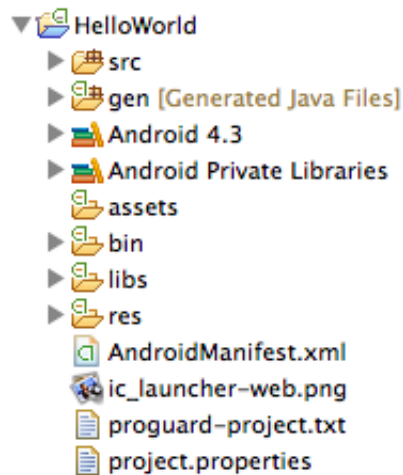 HelloWorld
src
gen [Generated Java Files]
Android 4.3
Android Private Libraries
assets
bin
libs
res
AndroidManifest.xml
ic_launcher-web.png
proguard-project.txt
project.properties